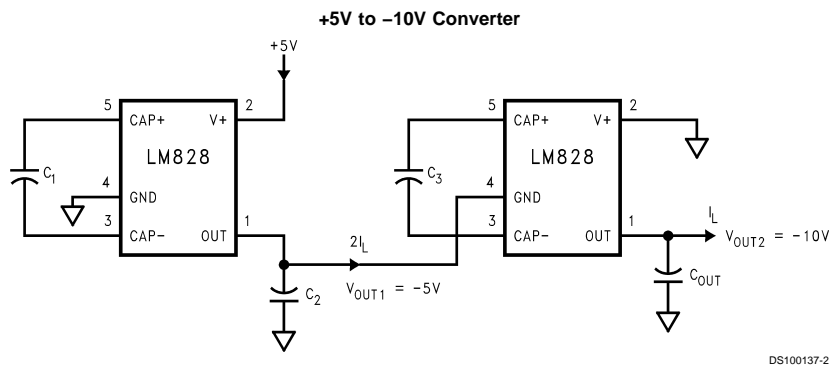 +5V to –10V Converter
+5V
5 CAP+ V+ 2
LM828
C1
4 GND
3 CAP- OUT 1
C2
2IL
VOUT1 = -5V
5 CAP+ V+ 2
LM828
C3
4 GND
3 CAP- OUT 1
IL
VOUT2 = -10V
COUT
DS100137-2